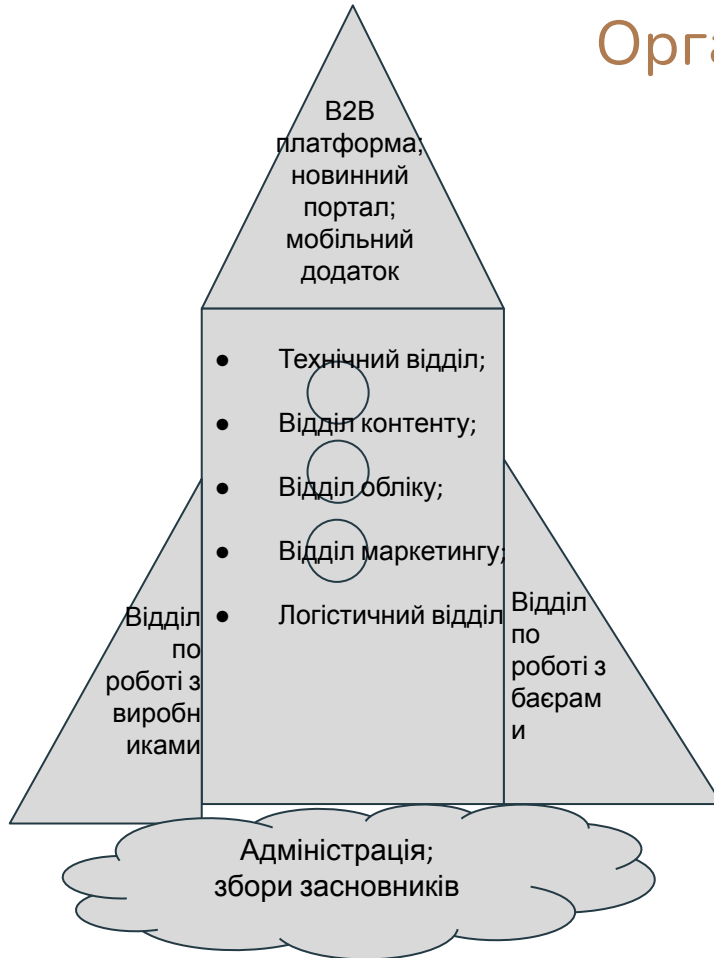 Орга
B2B
платформа;
новинний
портал;
мобільний
додаток
● Технічний відділ;
● Відділ контенту;
● Відділ обліку;
● Відділ маркетингу;
● Логістичний відділ
Відділ
по
роботі з
виробн
иками
Відділ
по
роботі з
баєрам
и
Адміністрація;
збори засновників